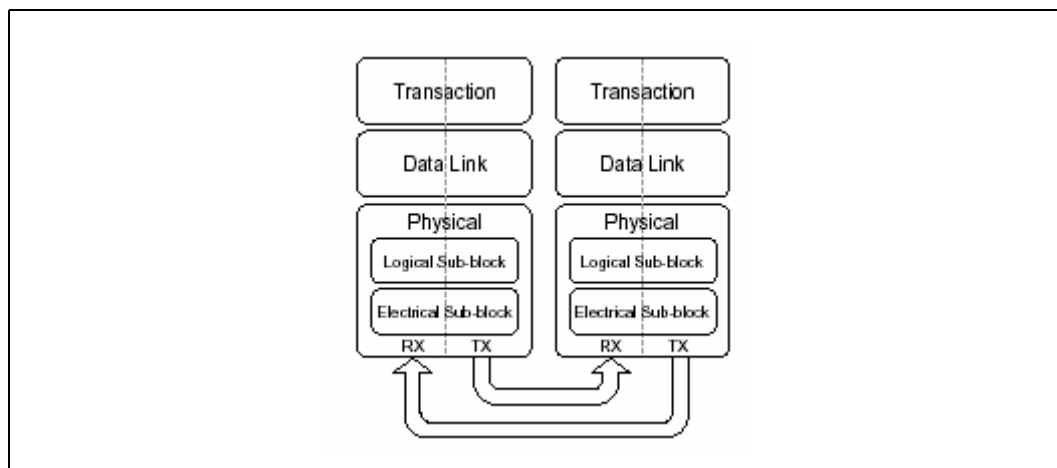 Transaction
Data Link
Physical
Logical Sub-block
Electrical Sub-block
RX TX
Transaction
Data Link
Physical
Logical Sub-block
Electrical Sub-block
RX TX